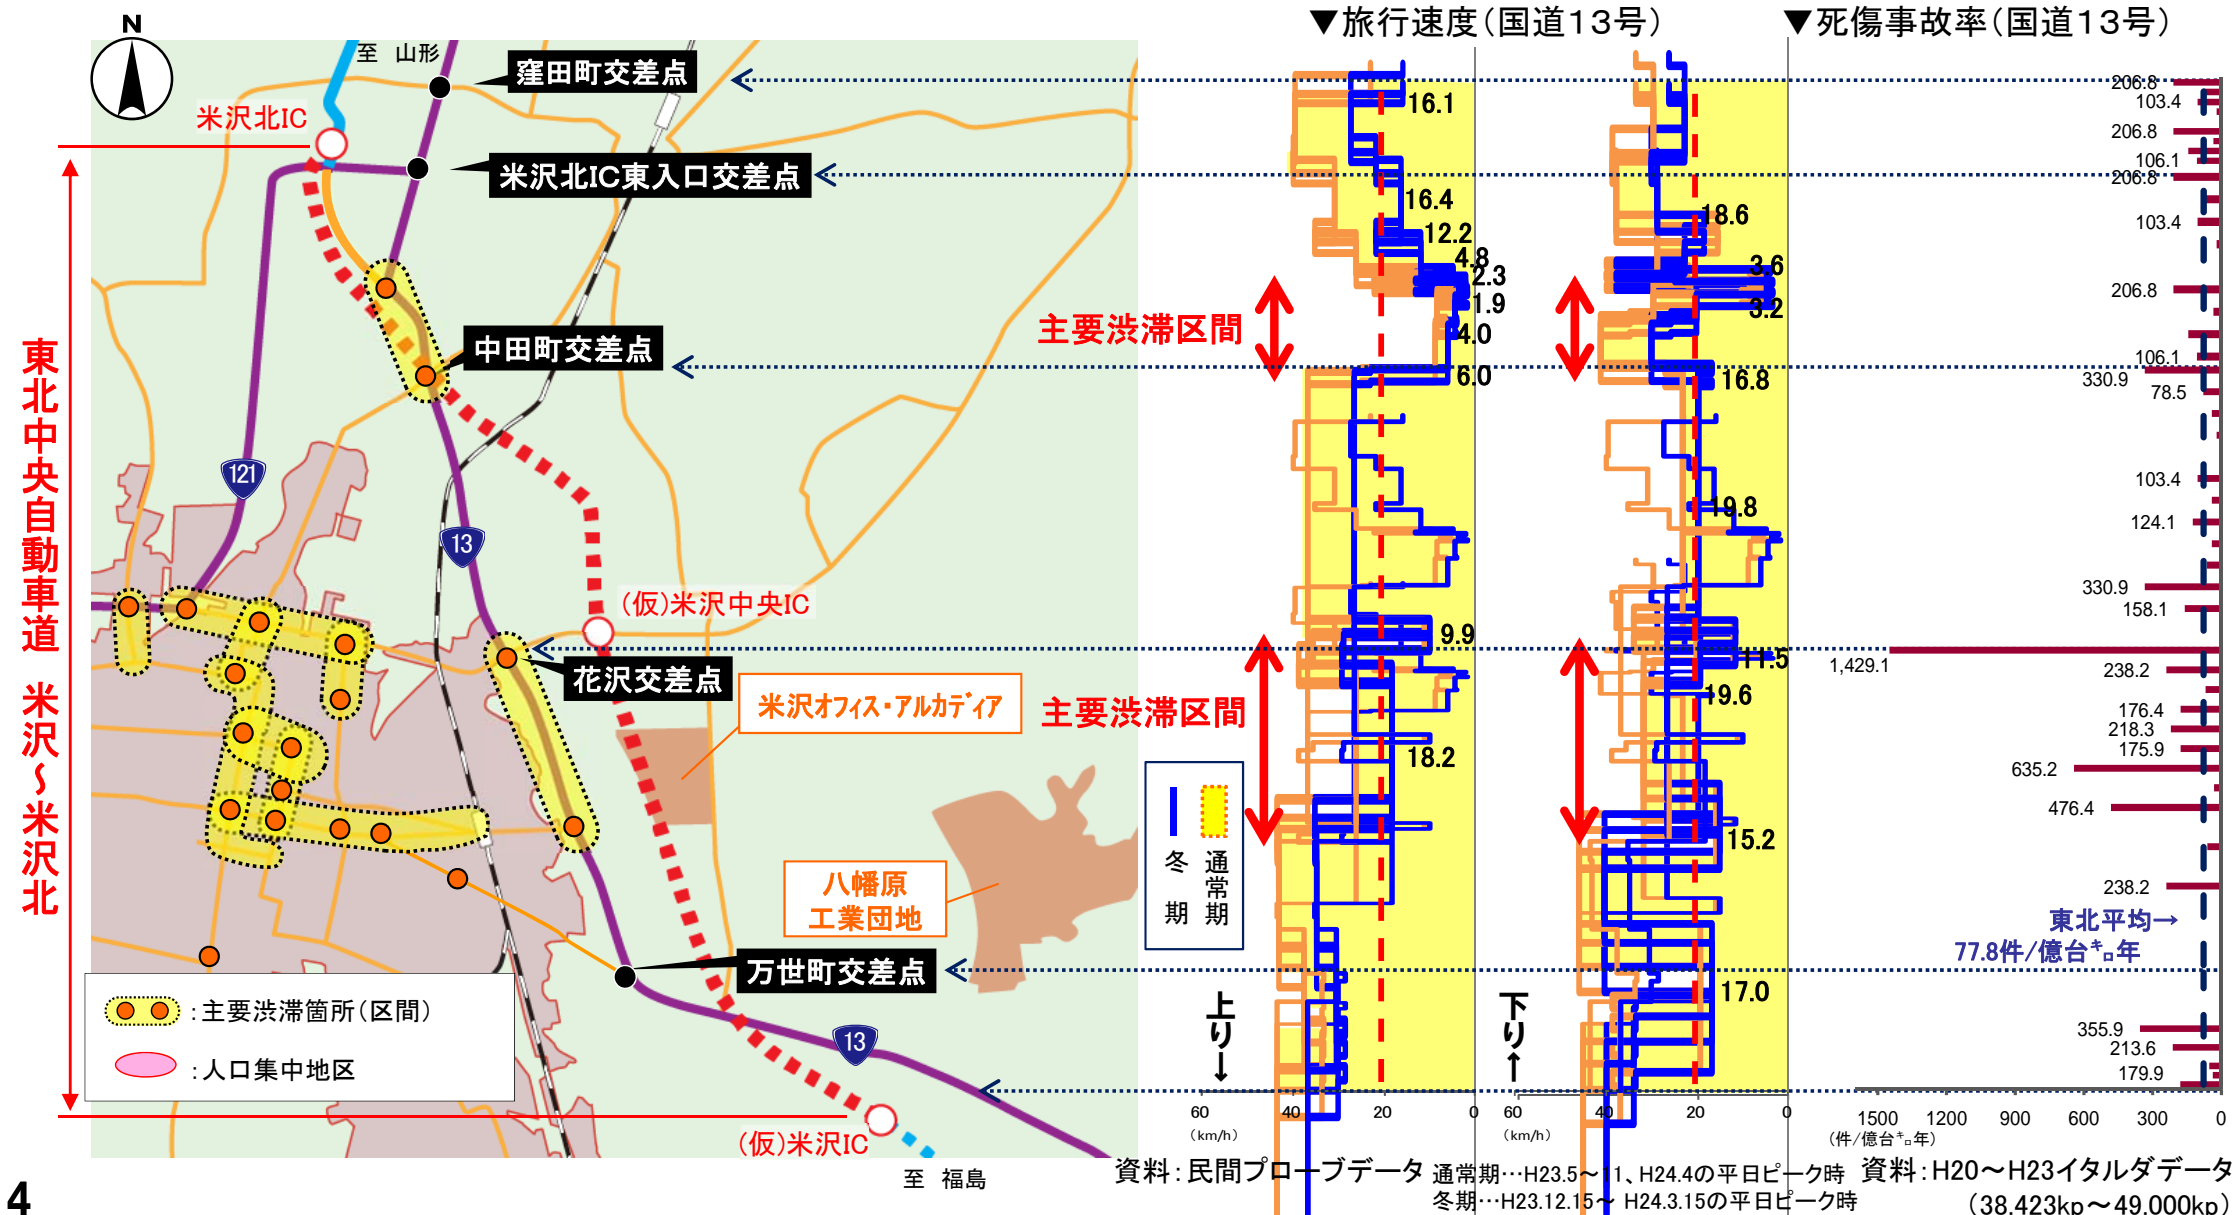 ▼旅行速度(国道13号)
▼死傷事故率(国道13号)
N
至 山形
窪田町交差点
米沢北IC
米沢北IC東入口交差点
中田町交差点
主要渋滞区間
東北中央自動車道 米沢～米沢北
121
13
(仮)米沢中央IC
花沢交差点
米沢オフィス・アルカディア
主要渋滞区間
八幡原
工業団地
万世町交差点
13
(仮)米沢IC
至 福島
:主要渋滞箇所(区間)
:人口集中地区
冬期
通常期
上り↓
下り↑
16.1
16.4
12.2
4.8
2.3
1.9
4.0
6.0
9.9
18.2
60
40
20
0
(km/h)
18.6
3.6
3.2
16.8
19.8
11.5
19.6
15.2
17.0
60
40
20
0
(km/h)
206.8
103.4
206.8
106.1
206.8
103.4
206.8
106.1
330.9
78.5
103.4
124.1
330.9
158.1
1,429.1
238.2
176.4
218.3
175.9
635.2
476.4
238.2
東北平均→
77.8件/億台㌔年
355.9
213.6
179.9
1500
1200
900
600
300
0
(件/億台㌔年)
資料:民間プローブデータ
通常期…H23.5～11、H24.4の平日ピーク時
冬期…H23.12.15～ H24.3.15の平日ピーク時
資料:H20～H23イタルダデータ
(38.423kp～49.000kp)
4